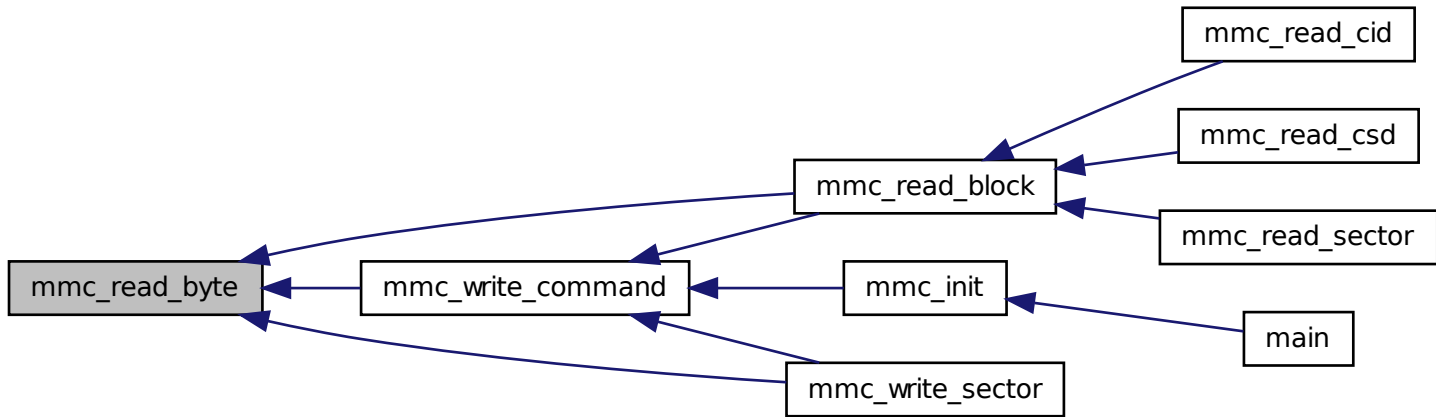 mmc_read_cid
mmc_read_csd
mmc_read_block
mmc_read_sector
mmc_read_byte
mmc_write_command
mmc_init
main
mmc_write_sector